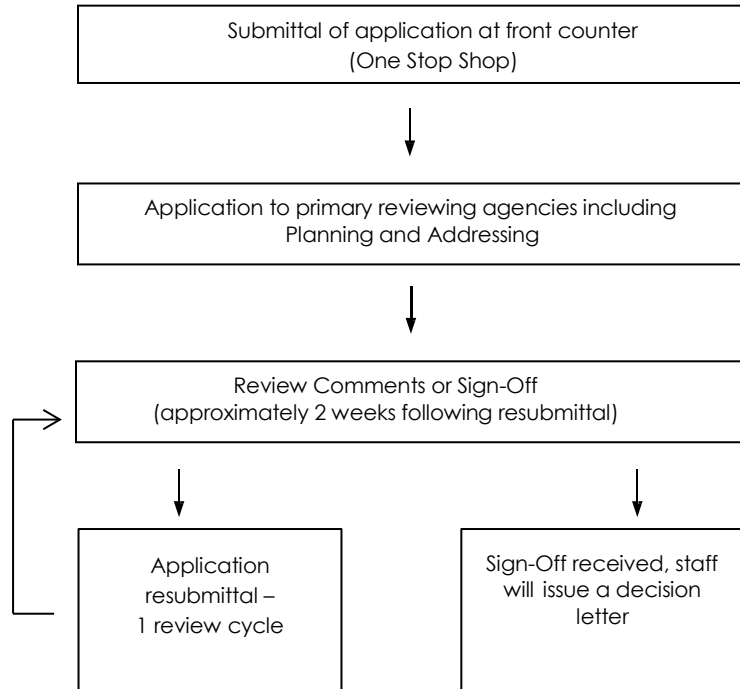 Submittal of application at front counter
(One Stop Shop)
Application to primary reviewing agencies including
Planning and Addressing
Review Comments or Sign-Off
(approximately 2 weeks following resubmittal)
Application
resubmittal –
1 review cycle
Sign-Off received, staff
will issue a decision
letter